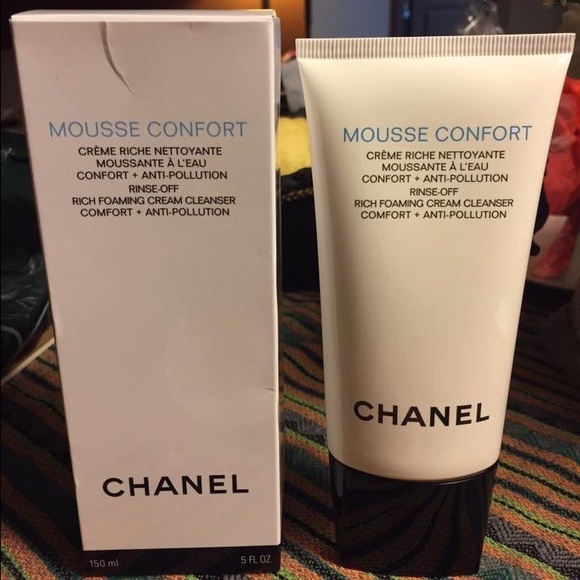 MOUSSE CONFORT
CRÈME RICHE NETTOYANTE
MOUSSANTE À L'EAU
CONFORT + ANTI-POLLUTION
RINSE-OFF
RICH FOAMING CREAM CLEANSER
COMFORT + ANTI-POLLUTION
CHANEL
150 ml 5 FL. OZ.
MOUSSE CONFORT
CRÈME RICHE NETTOYANTE
MOUSSANTE À L'EAU
CONFORT + ANTI-POLLUTION
RINSE-OFF
RICH FOAMING CREAM CLEANSER
COMFORT + ANTI-POLLUTION
CHANEL